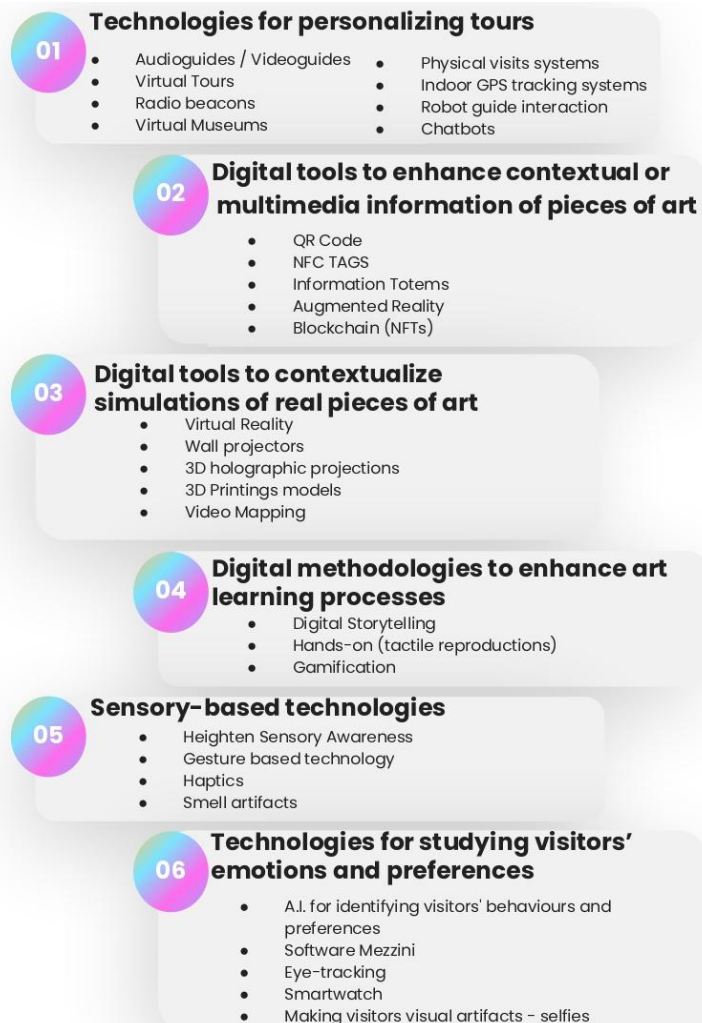 01
Technologies for personalizing tours
● Audioguides / Videoguides
● Virtual Tours
● Radio beacons
● Virtual Museums
● Physical visits systems
● Indoor GPS tracking systems
● Robot guide interaction
● Chatbots
02
Digital tools to enhance contextual or
multimedia information of pieces of art
● QR Code
● NFC TAGS
● Information Totems
● Augmented Reality
● Blockchain (NFTs)
03
Digital tools to contextualize
simulations of real pieces of art
● Virtual Reality
● Wall projectors
● 3D holographic projections
● 3D Printings models
● Video Mapping
04
Digital methodologies to enhance art
learning processes
● Digital Storytelling
● Hands-on (tactile reproductions)
● Gamification
05
Sensory-based technologies
● Heighten Sensory Awareness
● Gesture based technology
● Haptics
● Smell artifacts
06
Technologies for studying visitors’
emotions and preferences
● A.I. for identifying visitors' behaviours and
preferences
● Software Mezzini
● Eye-tracking
● Smartwatch
● Making visitors visual artifacts - selfies